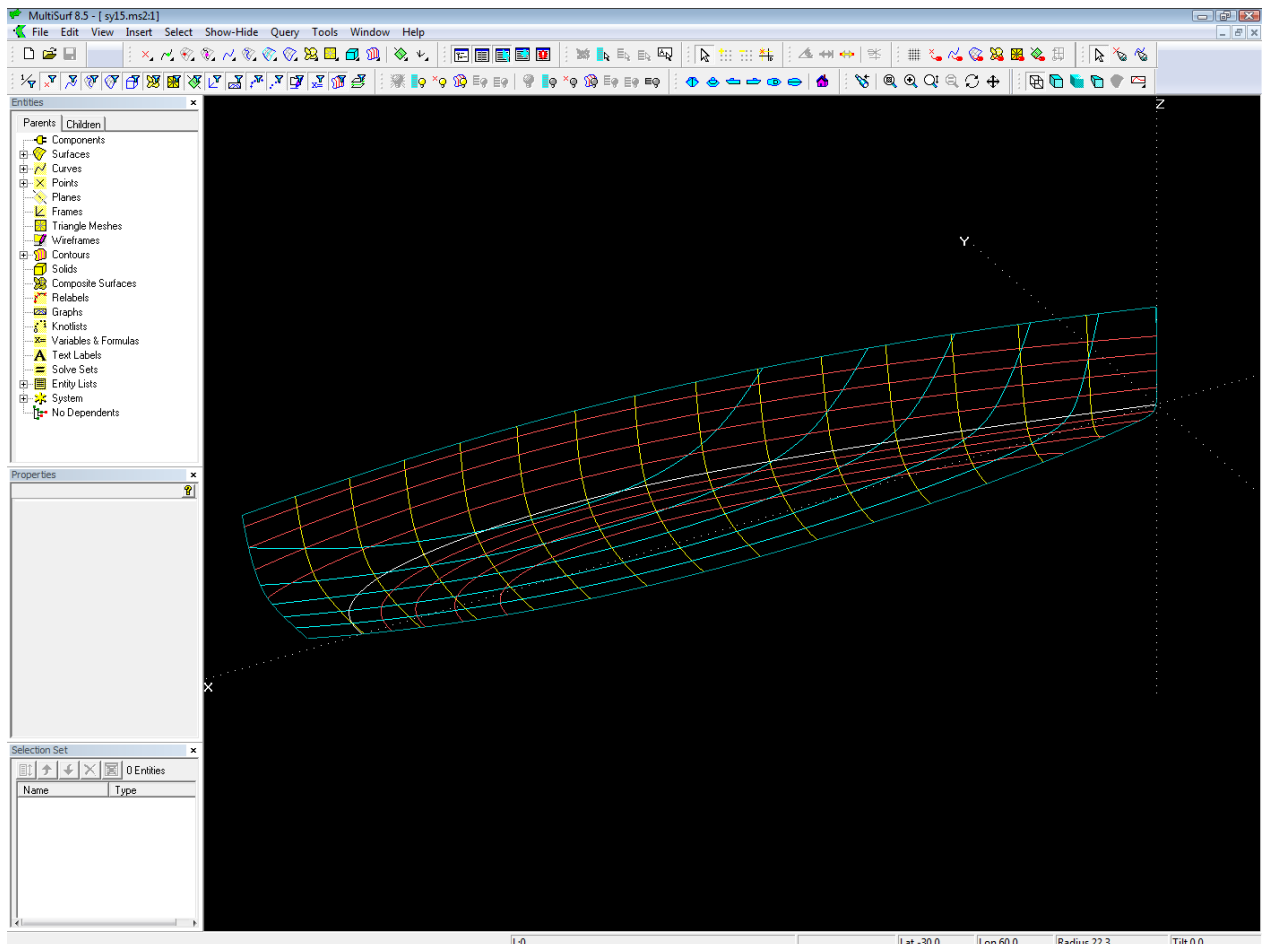 MultiSurf 8.5 - [ sy15.ms2:1]
File Edit View Insert Select Show-Hide Query Tools Window Help
Entities
Parents Children
Components
Surfaces
Curves
Points
Planes
Frames
Triangle Meshes
Wireframes
Contours
Solids
Composite Surfaces
Relabels
Graphs
Knotlists
Variables & Formulas
Text Labels
Solve Sets
Entity Lists
System
No Dependents
Properties
Selection Set
0 Entities
Name Type
Z
Y
X
L:0 Lat -30.0 Lon 60.0 Radius 22.3 Tilt 0.0